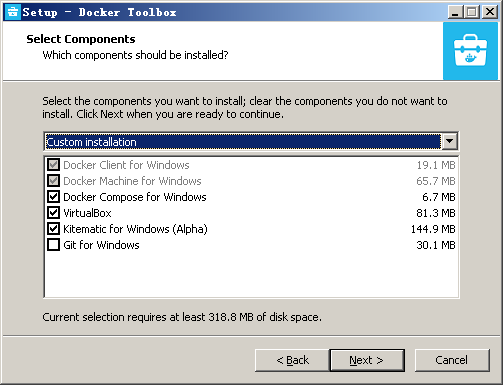 Setup - Docker Toolbox
Select Components
Which components should be installed?
Select the components you want to install; clear the components you do not want to
install. Click Next when you are ready to continue.
Custom installation
Docker Client for Windows 19.1 MB
Docker Machine for Windows 65.7 MB
Docker Compose for Windows 6.7 MB
VirtualBox 81.3 MB
Kitematic for Windows (Alpha) 144.9 MB
Git for Windows 30.1 MB
Current selection requires at least 318.8 MB of disk space.
< Back Next > Cancel